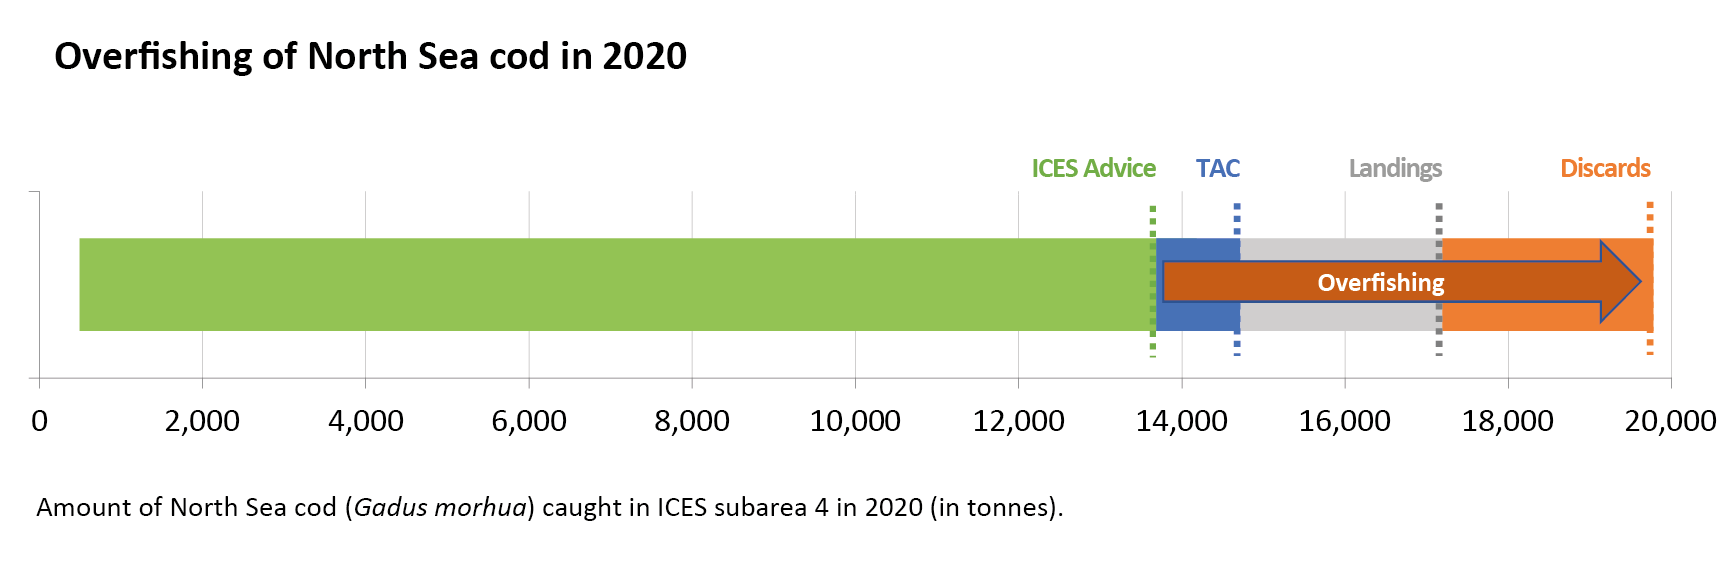 Overfishing of North Sea cod in 2020
ICES Advice TAC Landings Discards
Overfishing
0 2,000 4,000 6,000 8,000 10,000 12,000 14,000 16,000 18,000 20,000
Amount of North Sea cod (Gadus morhua) caught in ICES subarea 4 in 2020 (in tonnes).